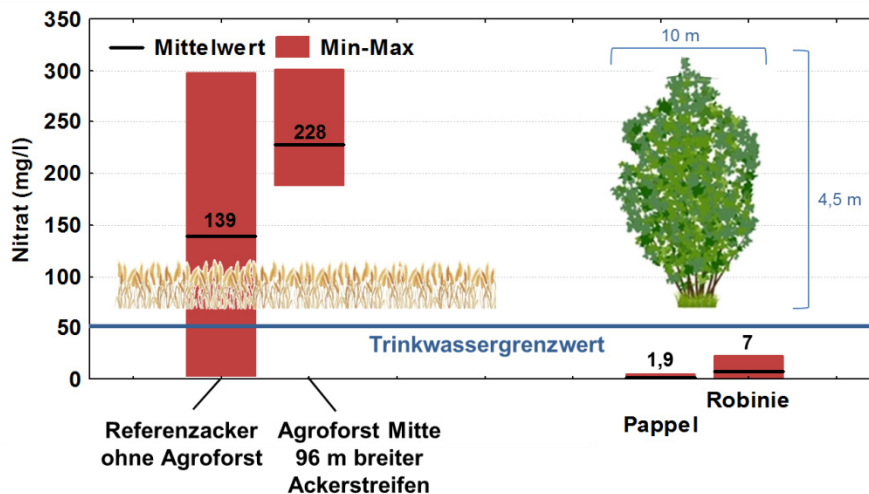 350
Mittelwert
Min-Max
10 m
300
250
228
200
Nitrat (mg/l)
4,5 m
150
139
100
50
Trinkwassergrenzwert
1,9
7
0
Pappel
Robinie
Referenzacker
ohne Agroforst
Agroforst Mitte
96 m breiter
Ackerstreifen